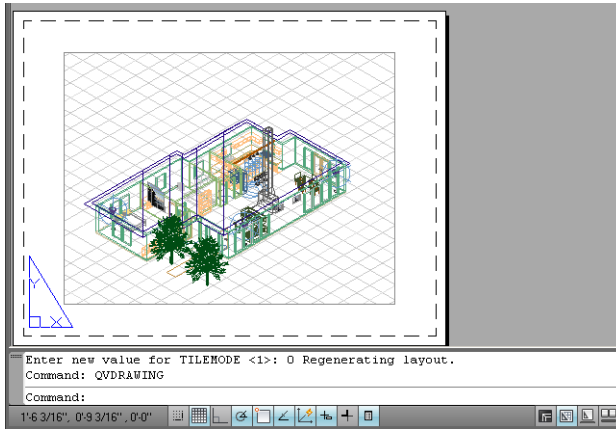 Y
X
Enter new value for TILEMODE <1>: 0 Regenerating layout.
Command: QVDRAWING
Command:
1'-6 3/16", 0'-9 3/16" , 0'-0"